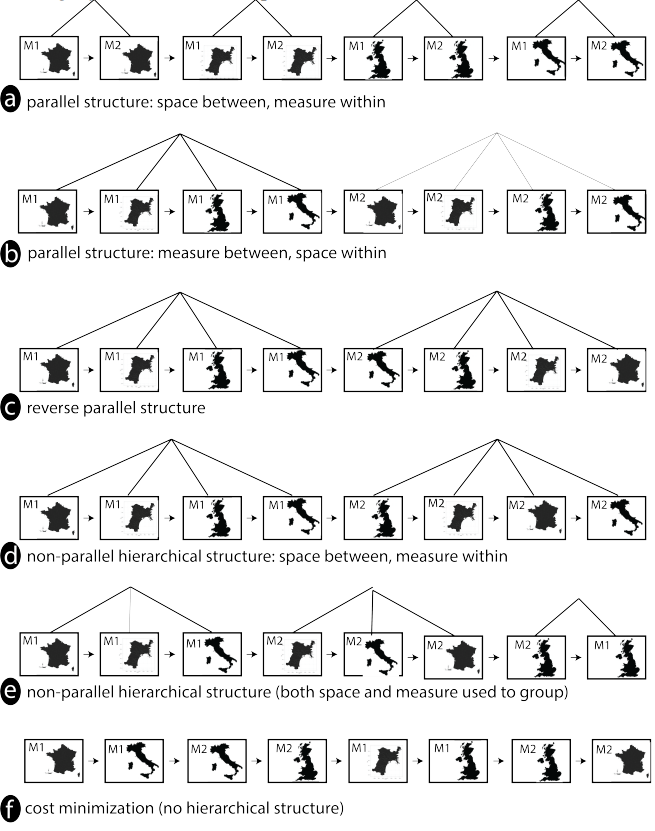 M1 M2 M1 M2 M1 M2 M1 M2
a parallel structure: space between, measure within
M1 M1 M1 M1 M2 M2 M2 M2
b parallel structure: measure between, space within
M1 M1 M1 M1 M2 M2 M2 M2
c reverse parallel structure
M1 M1 M1 M1 M2 M2 M2 M2
d non-parallel hierarchical structure: space between, measure within
M1 M1 M1 M2 M2 M2 M2 M1
e non-parallel hierarchical structure (both space and measure used to group)
M1 M1 M2 M2 M1 M1 M2 M2
f cost minimization (no hierarchical structure)